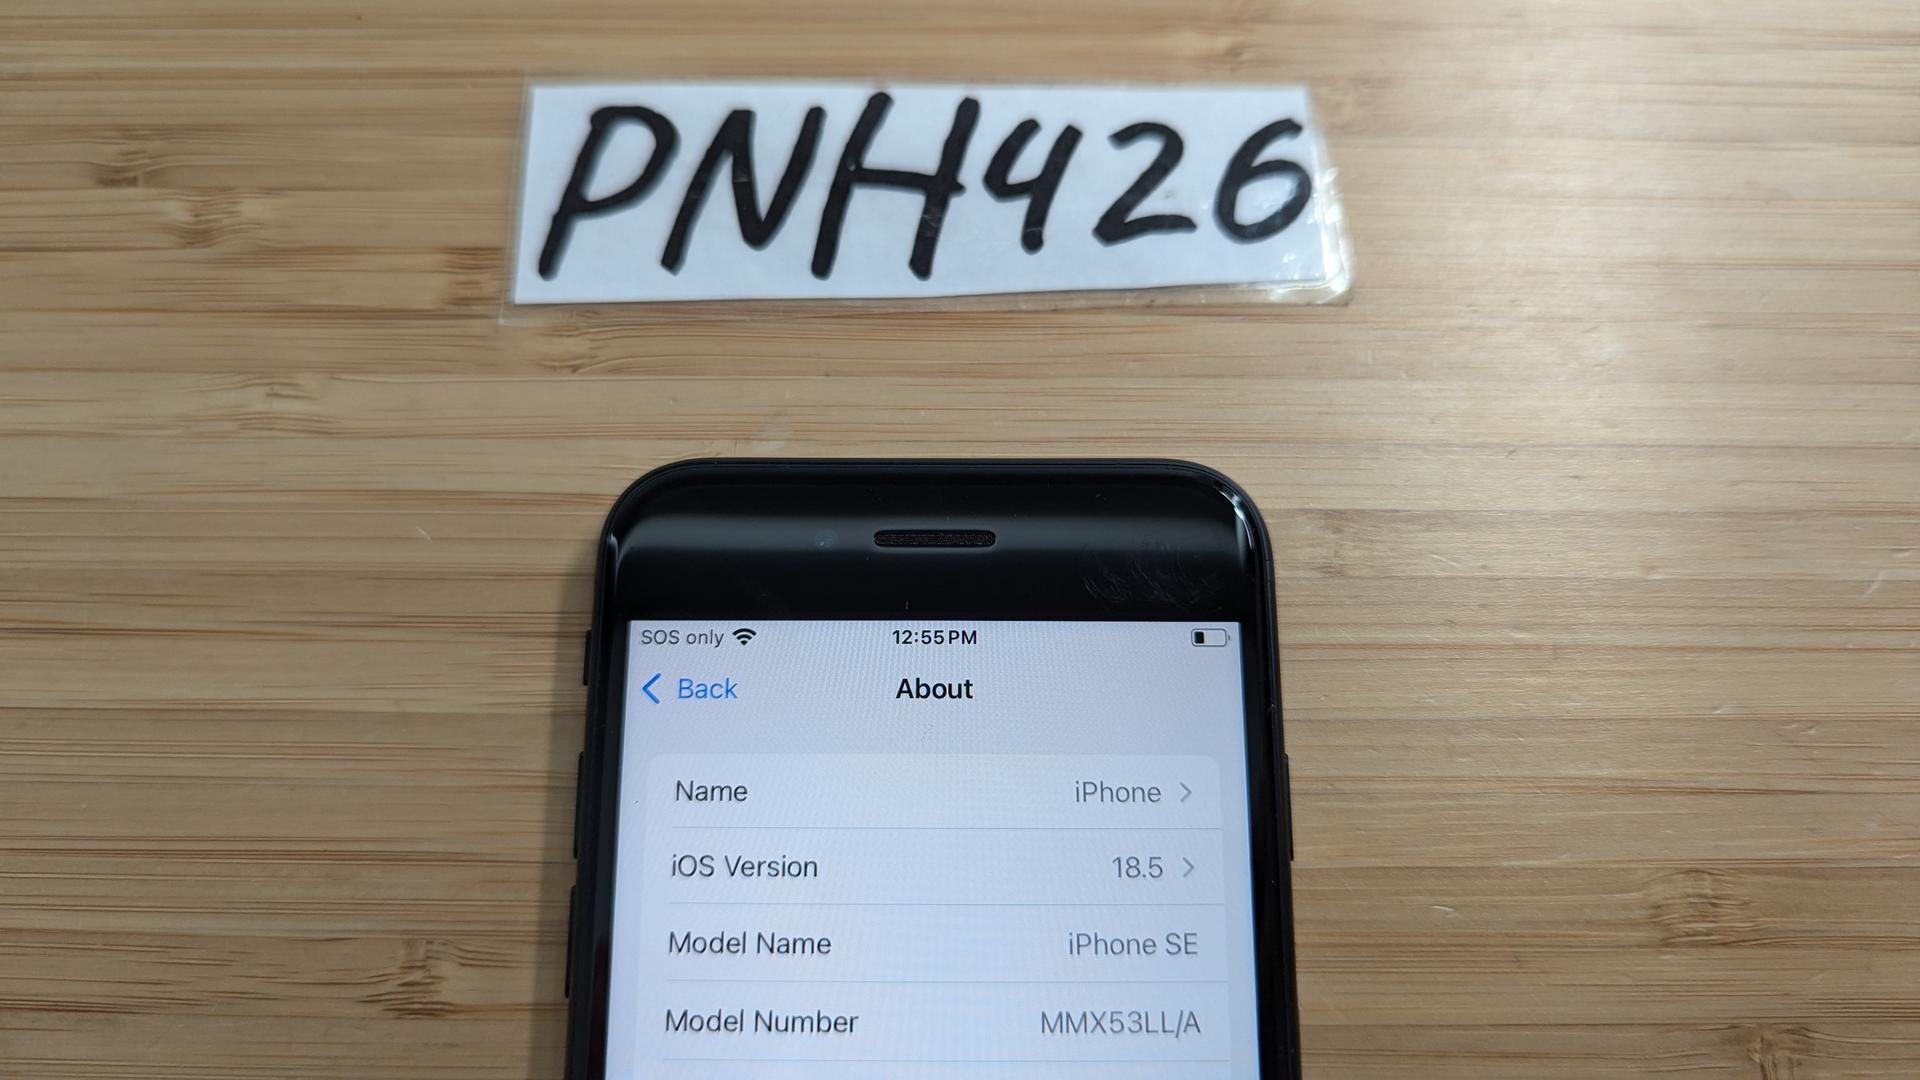 PNH426
SOS only 12:55 PM
Back About
Name iPhone
iOS Version 18.5
Model Name iPhone SE
Model Number MMX53LL/A